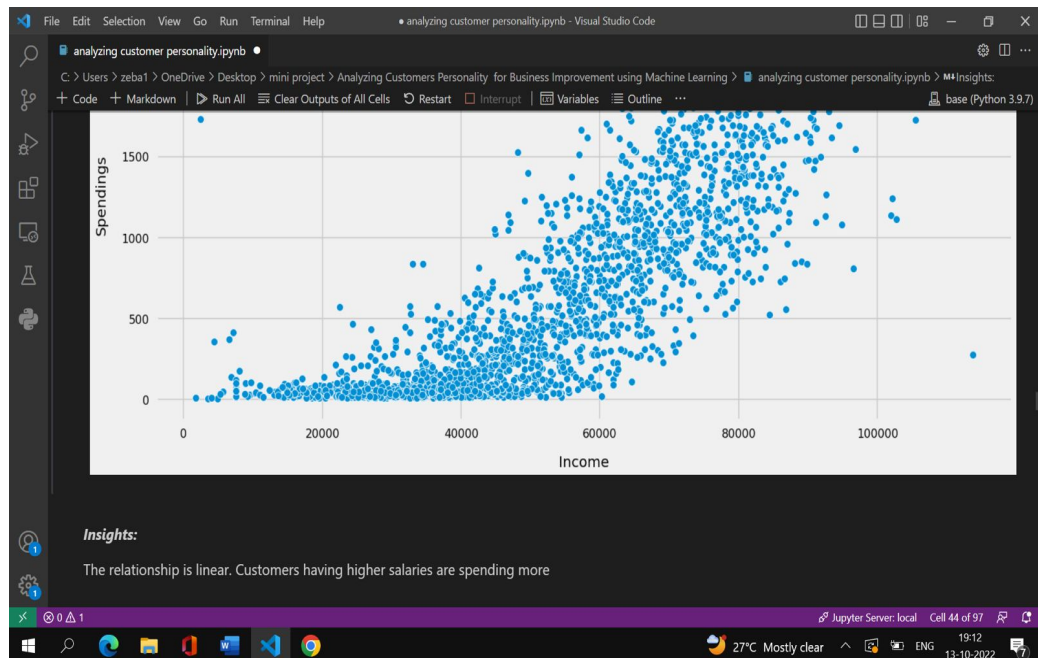 File Edit Selection View Go Run Terminal Help ● analyzing customer personality.ipynb - Visual Studio Code
analyzing customer personality.ipynb ●
C: > Users > zeba1 > OneDrive > Desktop > mini project > Analyzing Customers Personality for Business Improvement using Machine Learning > analyzing customer personality.ipynb > M↓Insights:
+ Code + Markdown | Run All Clear Outputs of All Cells Restart Interrupt | Variables Outline ··· base (Python 3.9.7)
Spendings
1500
1000
500
0
0 20000 40000 60000 80000 100000
Income
Insights:
The relationship is linear. Customers having higher salaries are spending more
1
1
0 1 Jupyter Server: local Cell 44 of 97
W 27°C Mostly clear ENG 19:12
13-10-2022 7